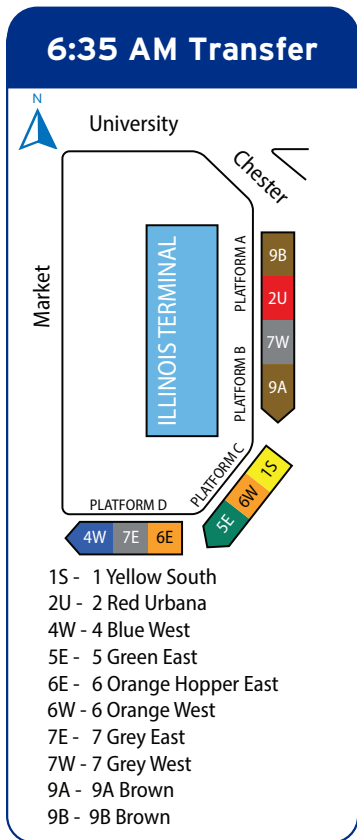 6:35 AM Transfer
N
University
Chester
Market
ILLINOIS TERMINAL
PLATFORM A
9B
2U
7W
PLATFORM B
9A
PLATFORM C
1S
6W
5E
PLATFORM D
4W 7E 6E
1S - 1 Yellow South
2U - 2 Red Urbana
4W - 4 Blue West
5E - 5 Green East
6E - 6 Orange Hopper East
6W - 6 Orange West
7E - 7 Grey East
7W - 7 Grey West
9A - 9A Brown
9B - 9B Brown